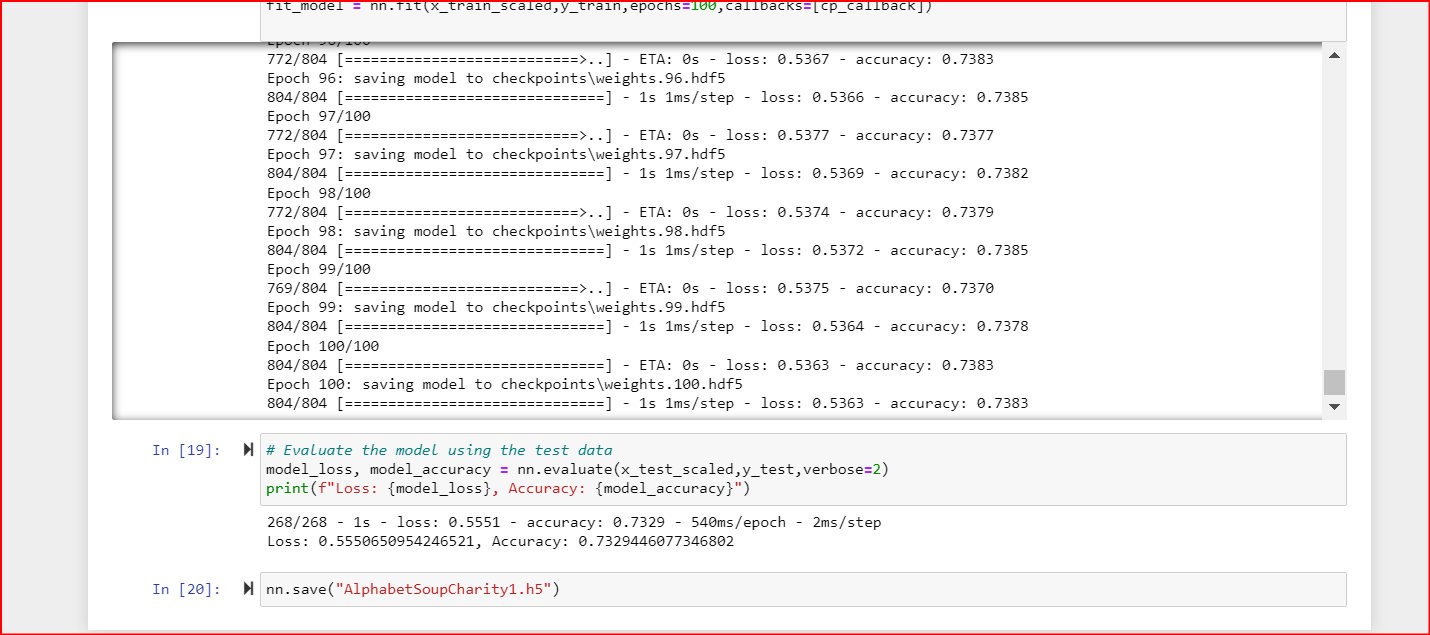 fit_model = nn.fit(x_train_scaled,y_train,epochs=100,callbacks=[cp_callback])
Epoch 96/100
772/804 [===========================>..] - ETA: 0s - loss: 0.5367 - accuracy: 0.7383
Epoch 96: saving model to checkpoints\weights.96.hdf5
804/804 [==============================] - 1s 1ms/step - loss: 0.5366 - accuracy: 0.7385
Epoch 97/100
772/804 [===========================>..] - ETA: 0s - loss: 0.5377 - accuracy: 0.7377
Epoch 97: saving model to checkpoints\weights.97.hdf5
804/804 [==============================] - 1s 1ms/step - loss: 0.5369 - accuracy: 0.7382
Epoch 98/100
772/804 [===========================>..] - ETA: 0s - loss: 0.5374 - accuracy: 0.7379
Epoch 98: saving model to checkpoints\weights.98.hdf5
804/804 [==============================] - 1s 1ms/step - loss: 0.5372 - accuracy: 0.7385
Epoch 99/100
769/804 [===========================>..] - ETA: 0s - loss: 0.5375 - accuracy: 0.7370
Epoch 99: saving model to checkpoints\weights.99.hdf5
804/804 [==============================] - 1s 1ms/step - loss: 0.5364 - accuracy: 0.7378
Epoch 100/100
804/804 [==============================] - ETA: 0s - loss: 0.5363 - accuracy: 0.7383
Epoch 100: saving model to checkpoints\weights.100.hdf5
804/804 [==============================] - 1s 1ms/step - loss: 0.5363 - accuracy: 0.7383
In [19]: # Evaluate the model using the test data
model_loss, model_accuracy = nn.evaluate(x_test_scaled,y_test,verbose=2)
print(f"Loss: {model_loss}, Accuracy: {model_accuracy}")
268/268 - 1s - loss: 0.5551 - accuracy: 0.7329 - 540ms/epoch - 2ms/step
Loss: 0.5550650954246521, Accuracy: 0.7329446077346802
In [20]: nn.save("AlphabetSoupCharity1.h5")